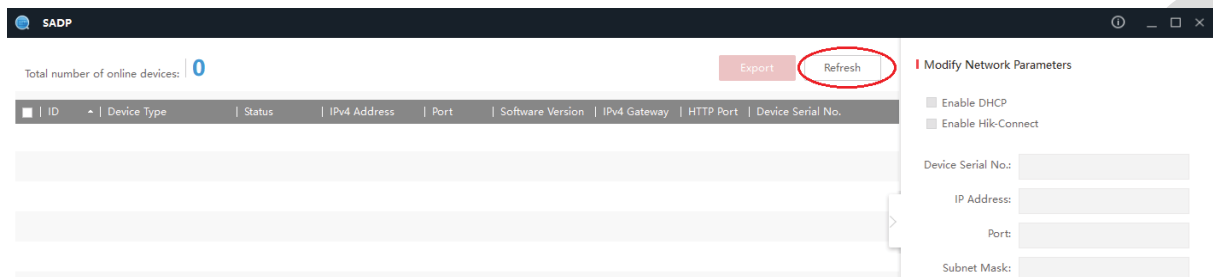 SADP
Total number of online devices: 0
Export
Refresh
ID | Device Type | Status | IPv4 Address | Port | Software Version | IPv4 Gateway | HTTP Port | Device Serial No.
Modify Network Parameters
Enable DHCP
Enable Hik-Connect
Device Serial No.:
IP Address:
Port:
Subnet Mask: